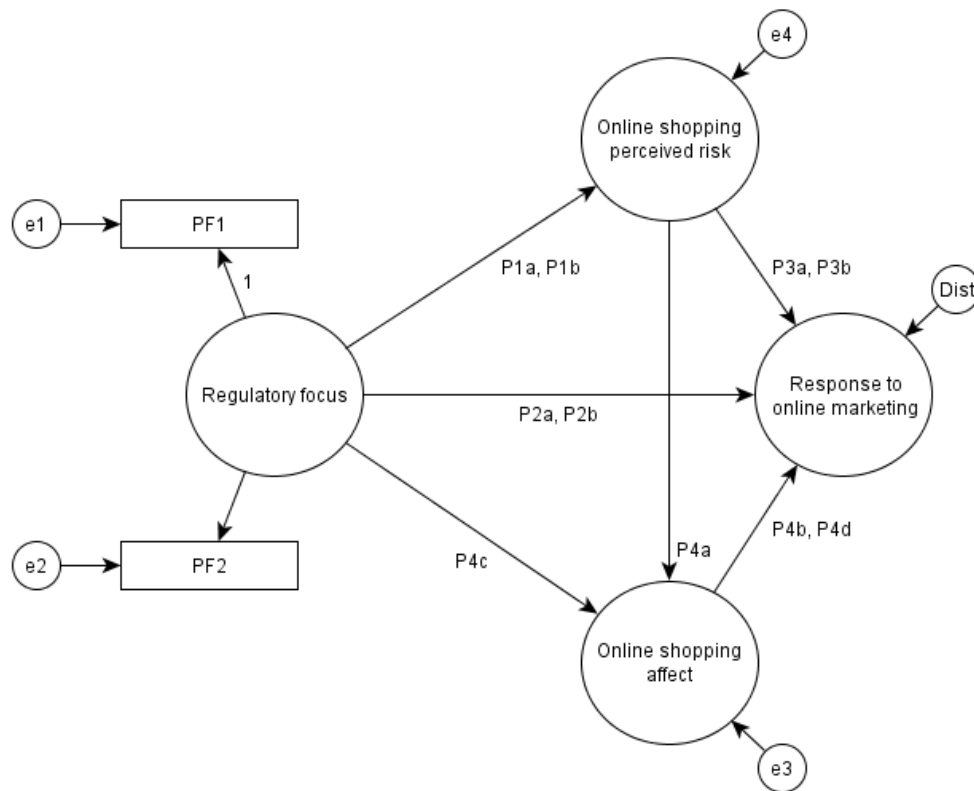 e4
Online shopping
perceived risk
e1
PF1
1
P1a, P1b
P3a, P3b
Dist
Regulatory focus
Response to
online marketing
P2a, P2b
e2
PF2
P4c
P4a
P4b, P4d
Online shopping
affect
e3